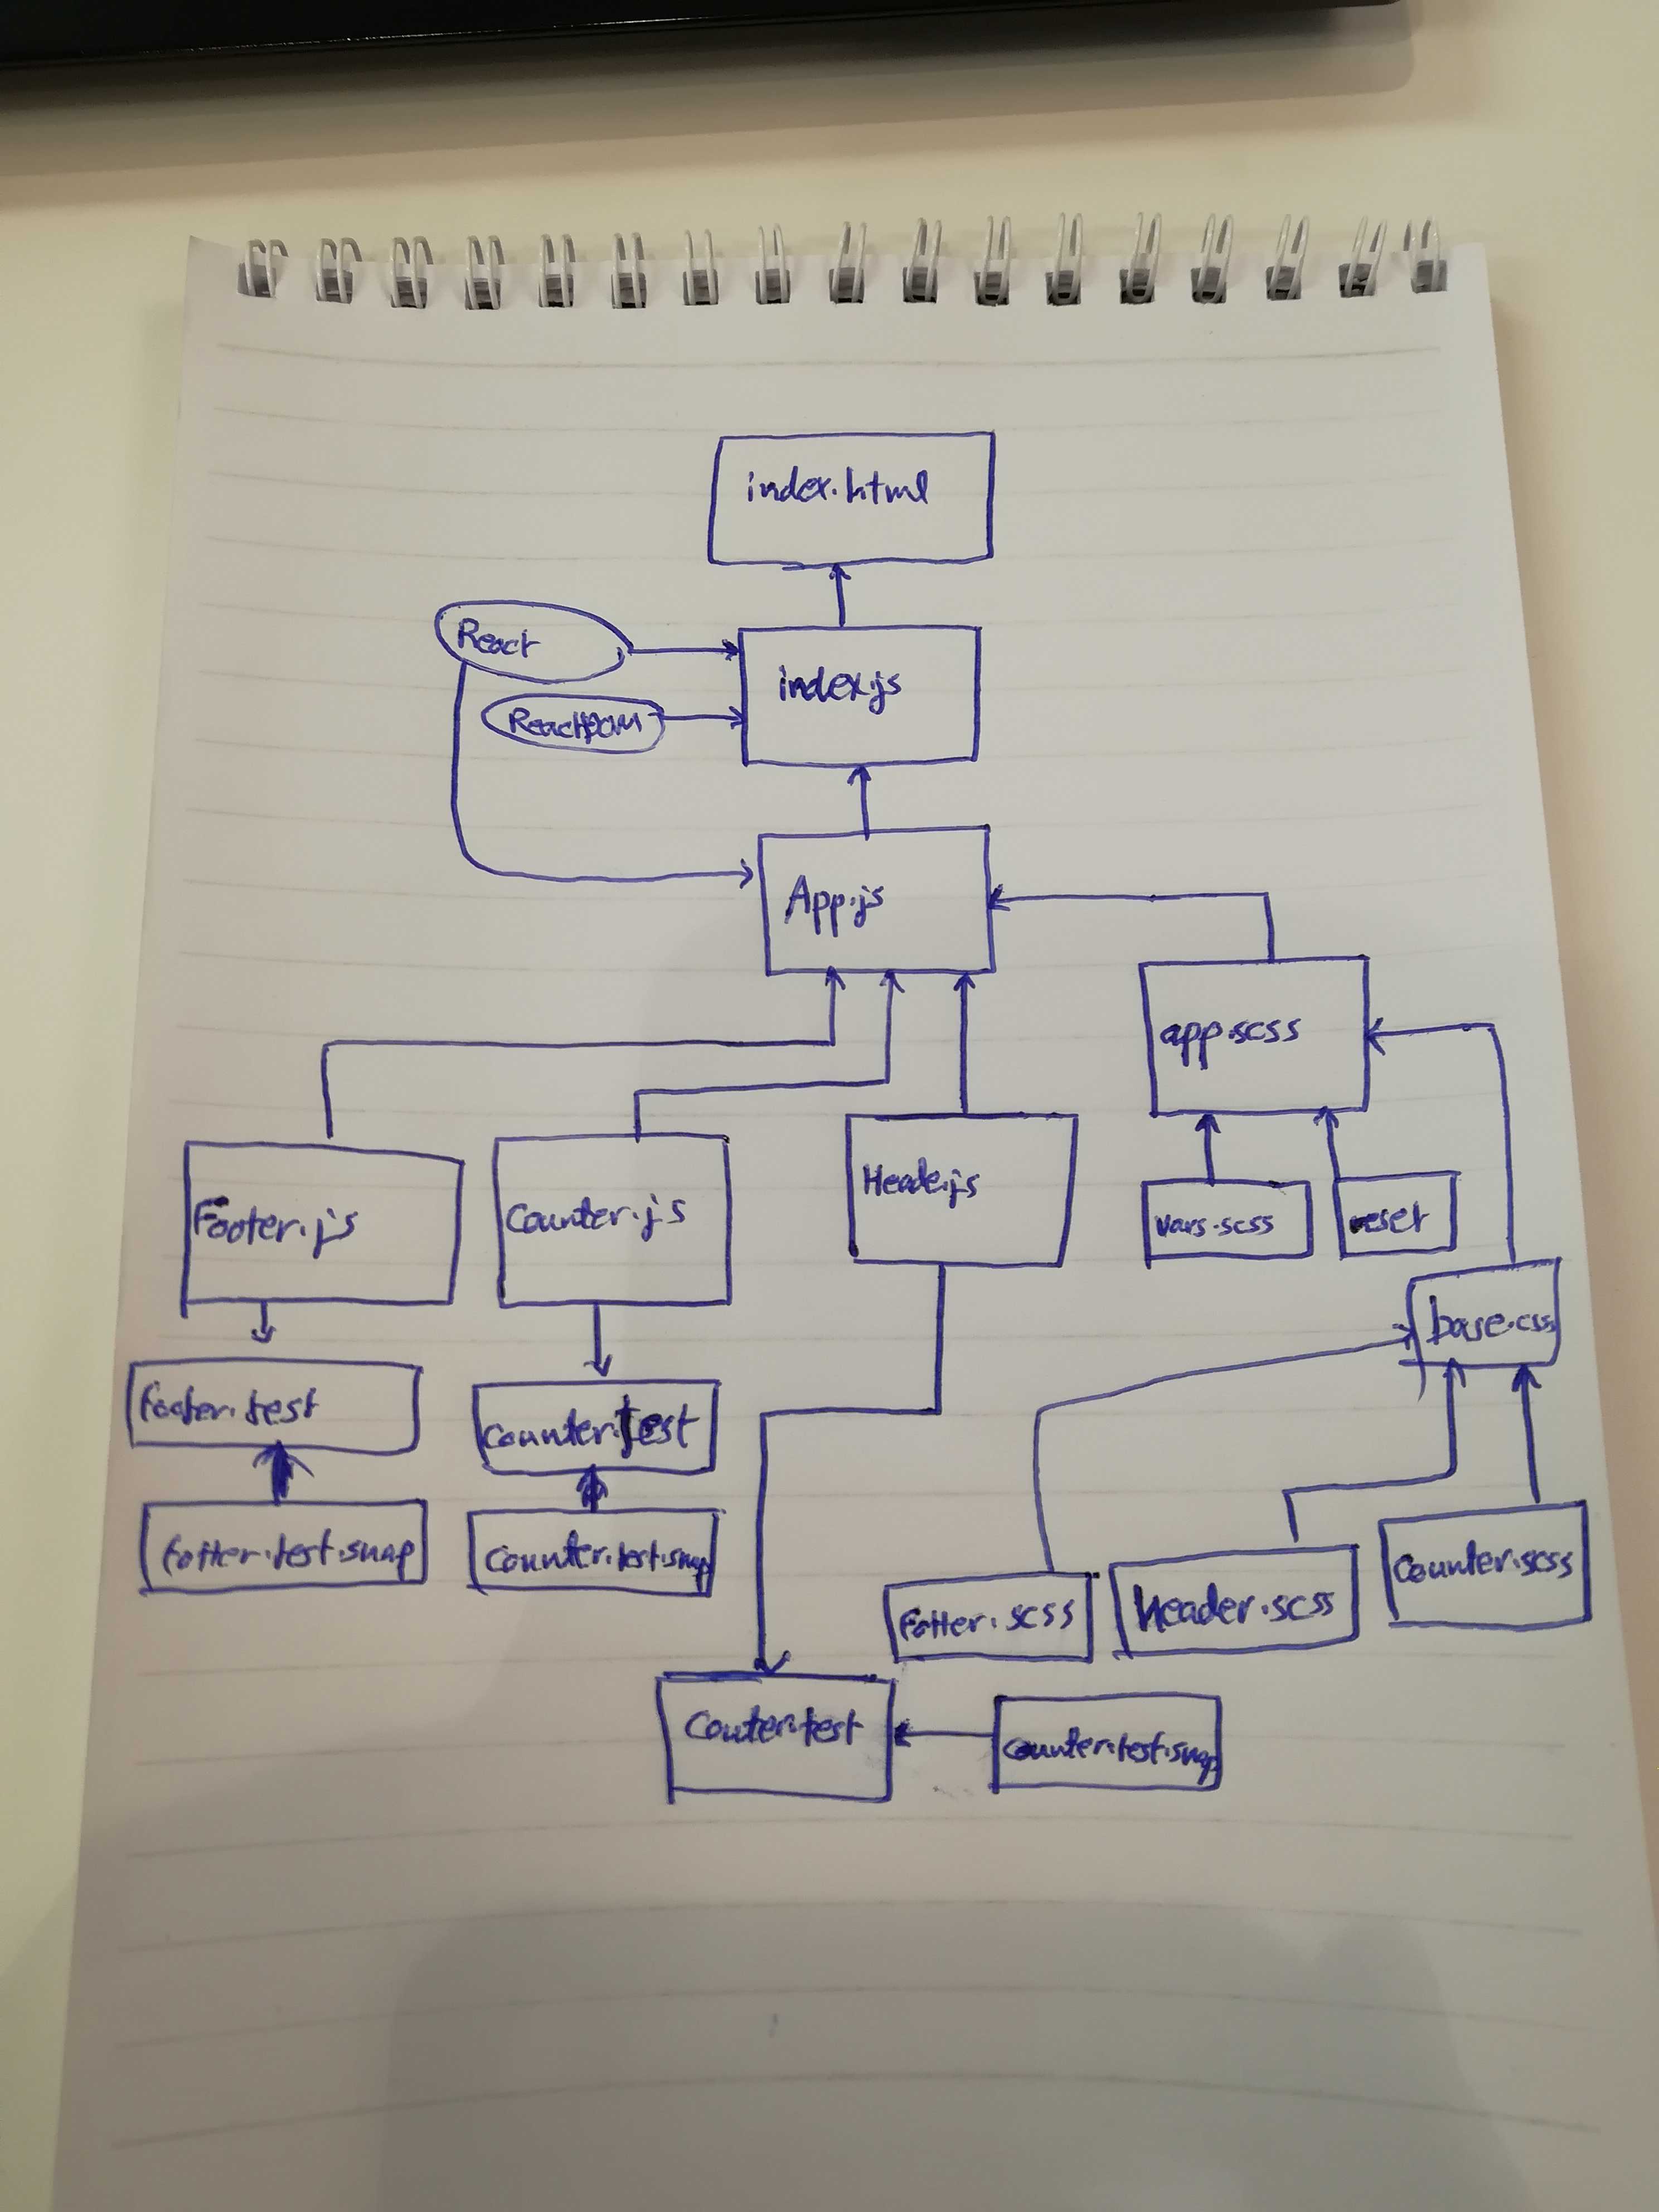 index.html
React
index.js
ReactDOM
App.js
app.scss
Footer.js
Counter.js
Heade.js
vars.scss
reset
base.css
footer.test
counter.test
fotter.test.snap
counter.test.snap
fotter.scss
Header.scss
Counter.scss
Couter.test
counter.test.snap